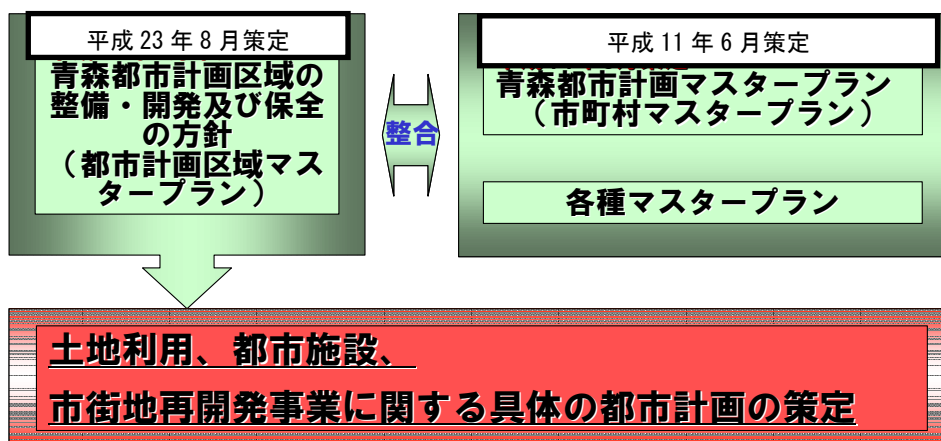 平成 23 年 8 月策定
青森都市計画区域の
整備・開発及び保全
の方針
（都市計画区域マス
タープラン）
整合
平成 11 年 6 月策定
青森都市計画マスタープラン
（市町村マスタープラン）
各種マスタープラン
土地利用、都市施設、
市街地再開発事業に関する具体の都市計画の策定